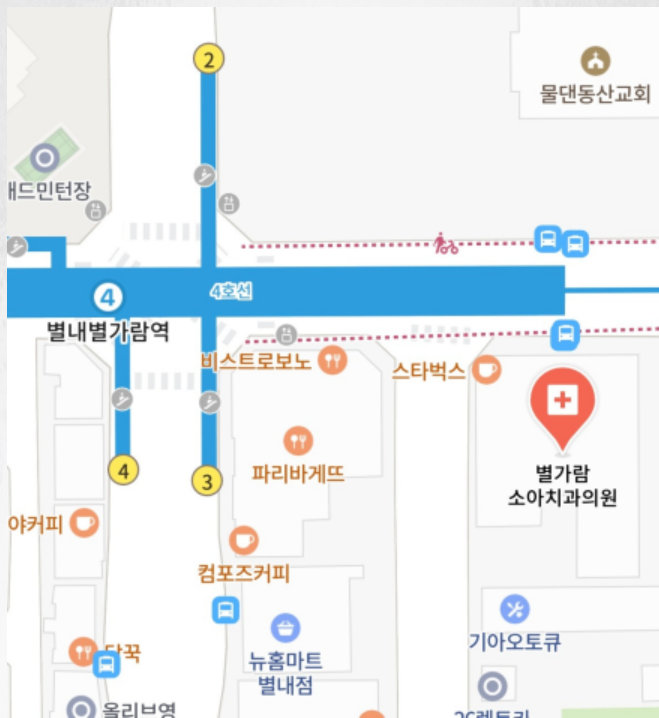 2
물댄동산교회
배드민턴장
4호선
4
별내별가람역
비스트로보노
스타벅스
파리바게뜨
별가람
소아치과의원
4
3
야커피
컴포즈커피
기아오토큐
뉴홈마트
별내점
올리브영